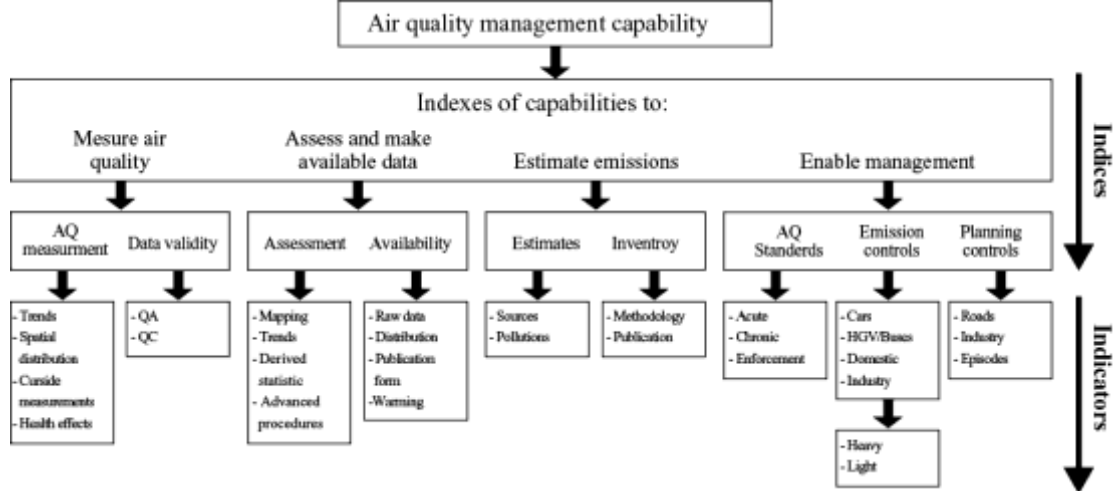 Air quality management capability
Indexes of capabilities to:
Mesure air
quality
Assess and make
available data
Estimate emissions
Enable management
Indices
AQ
measurment
Data validity
Assessment
Availability
Estimates
Inventroy
AQ
Standerds
Emission
controls
Planning
controls
- Trends
- Spatial
distribution
- Curside
measurements
- Health effects
- QA
- QC
- Mapping
- Trends
- Derived
statistic
- Advanced
procedures
- Raw data
- Distribution
- Publication
form
-Warming
- Sources
- Pollutions
- Methodology
- Publication
- Acute
- Chronic
- Enforcement
- Cars
- HGV/Buses
- Domestic
- Industry
- Roads
- Industry
- Episodes
- Heavy
- Light
Indicators